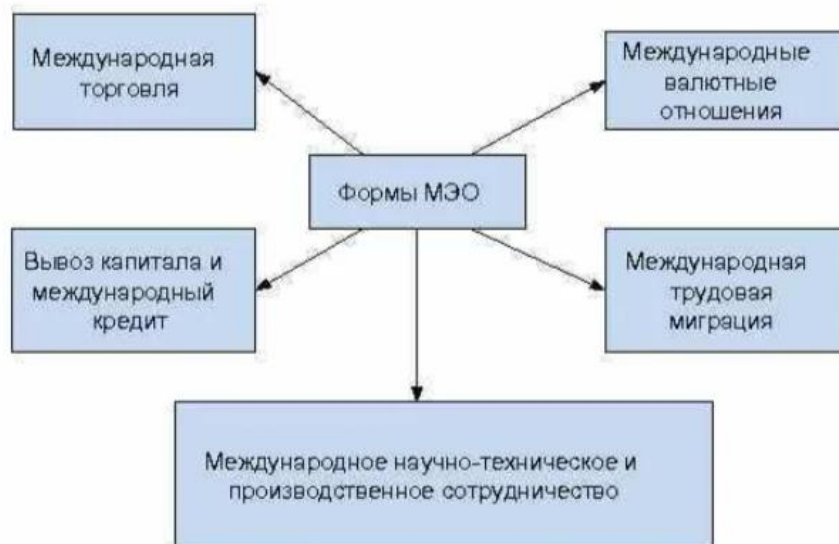 Международная
торговля
Международные
валютные
отношения
Формы МЭО
Вывоз капитала и
международный
кредит
Международная
трудовая
миграция
Международное научно-техническое и
производственное сотрудничество